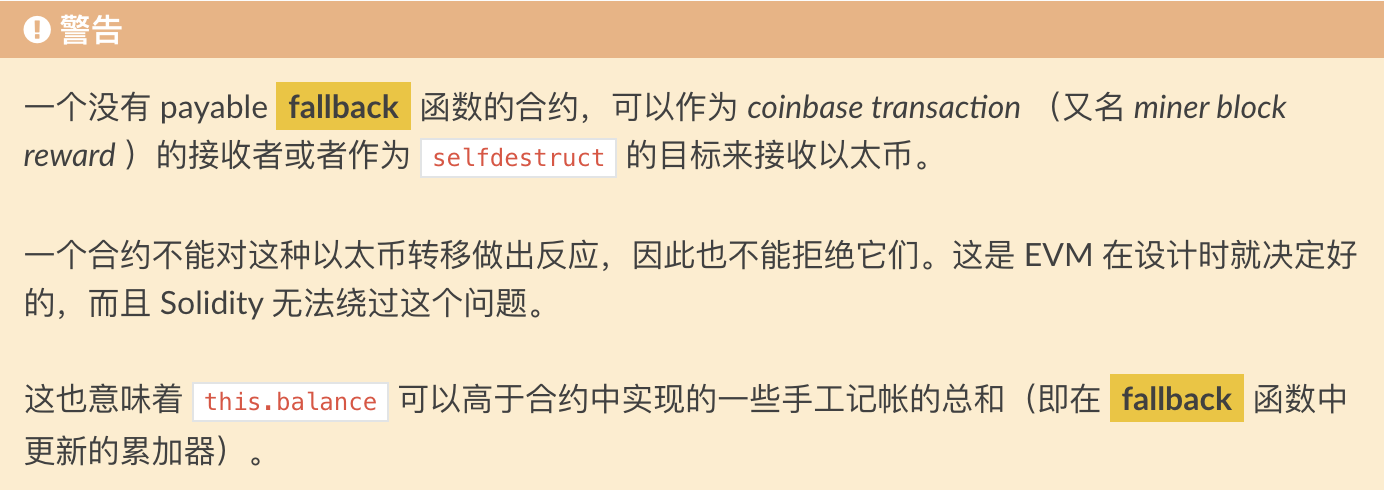 警告
一个没有 payable fallback 函数的合约，可以作为 coinbase transaction （又名 miner block
reward ）的接收者或者作为 selfdestruct 的目标来接收以太币。
一个合约不能对这种以太币转移做出反应，因此也不能拒绝它们。这是 EVM 在设计时就决定好
的，而且 Solidity 无法绕过这个问题。
这也意味着 this.balance 可以高于合约中实现的一些手工记帐的总和（即在 fallback 函数中
更新的累加器）。